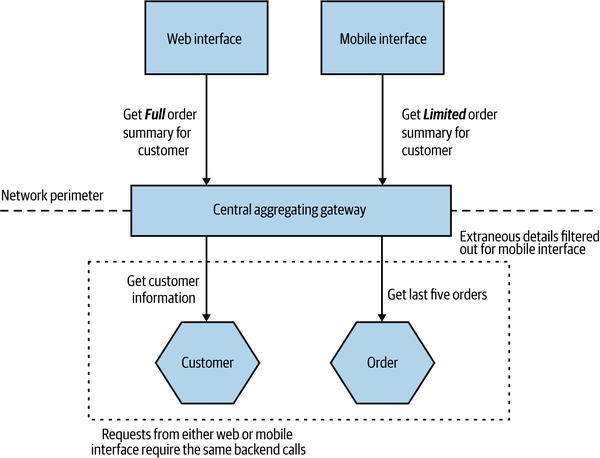 Web interface
Mobile interface
Get Full order
summary for
customer
Get Limited order
summary for
customer
Network perimeter
Central aggregating gateway
Extraneous details filtered
out for mobile interface
Get customer
information
Get last five orders
Customer
Order
Requests from either web or mobile
interface require the same backend calls